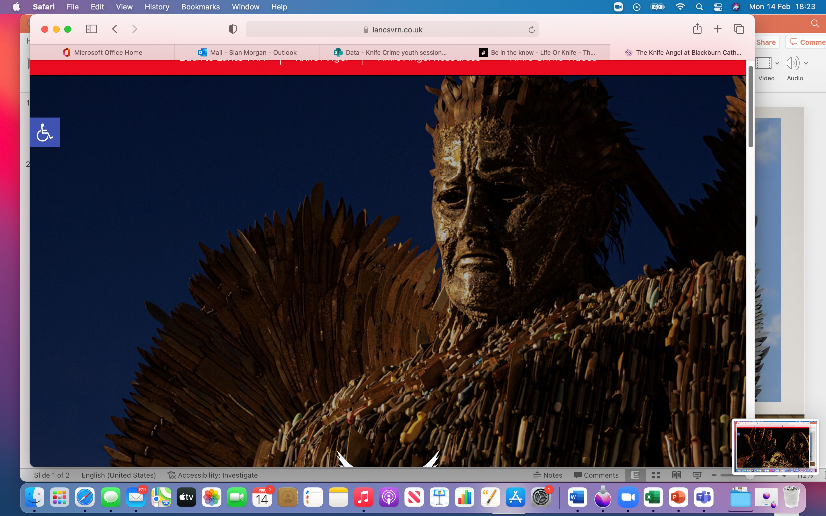 Safari File Edit View History Bookmarks Window Help Mon 14 Feb 18:23
lancsvrn.co.uk
Microsoft Office Home
Mail – Sian Morgan – Outlook
Data – Knife Crime youth session...
Be in the know - Life Or Knife - Th...
The Knife Angel at Blackburn Cath...
Share
Comme
Video Audio
1
2
Slide 1 of 2 English (United States) Accessibility: Investigate Notes Comments
14